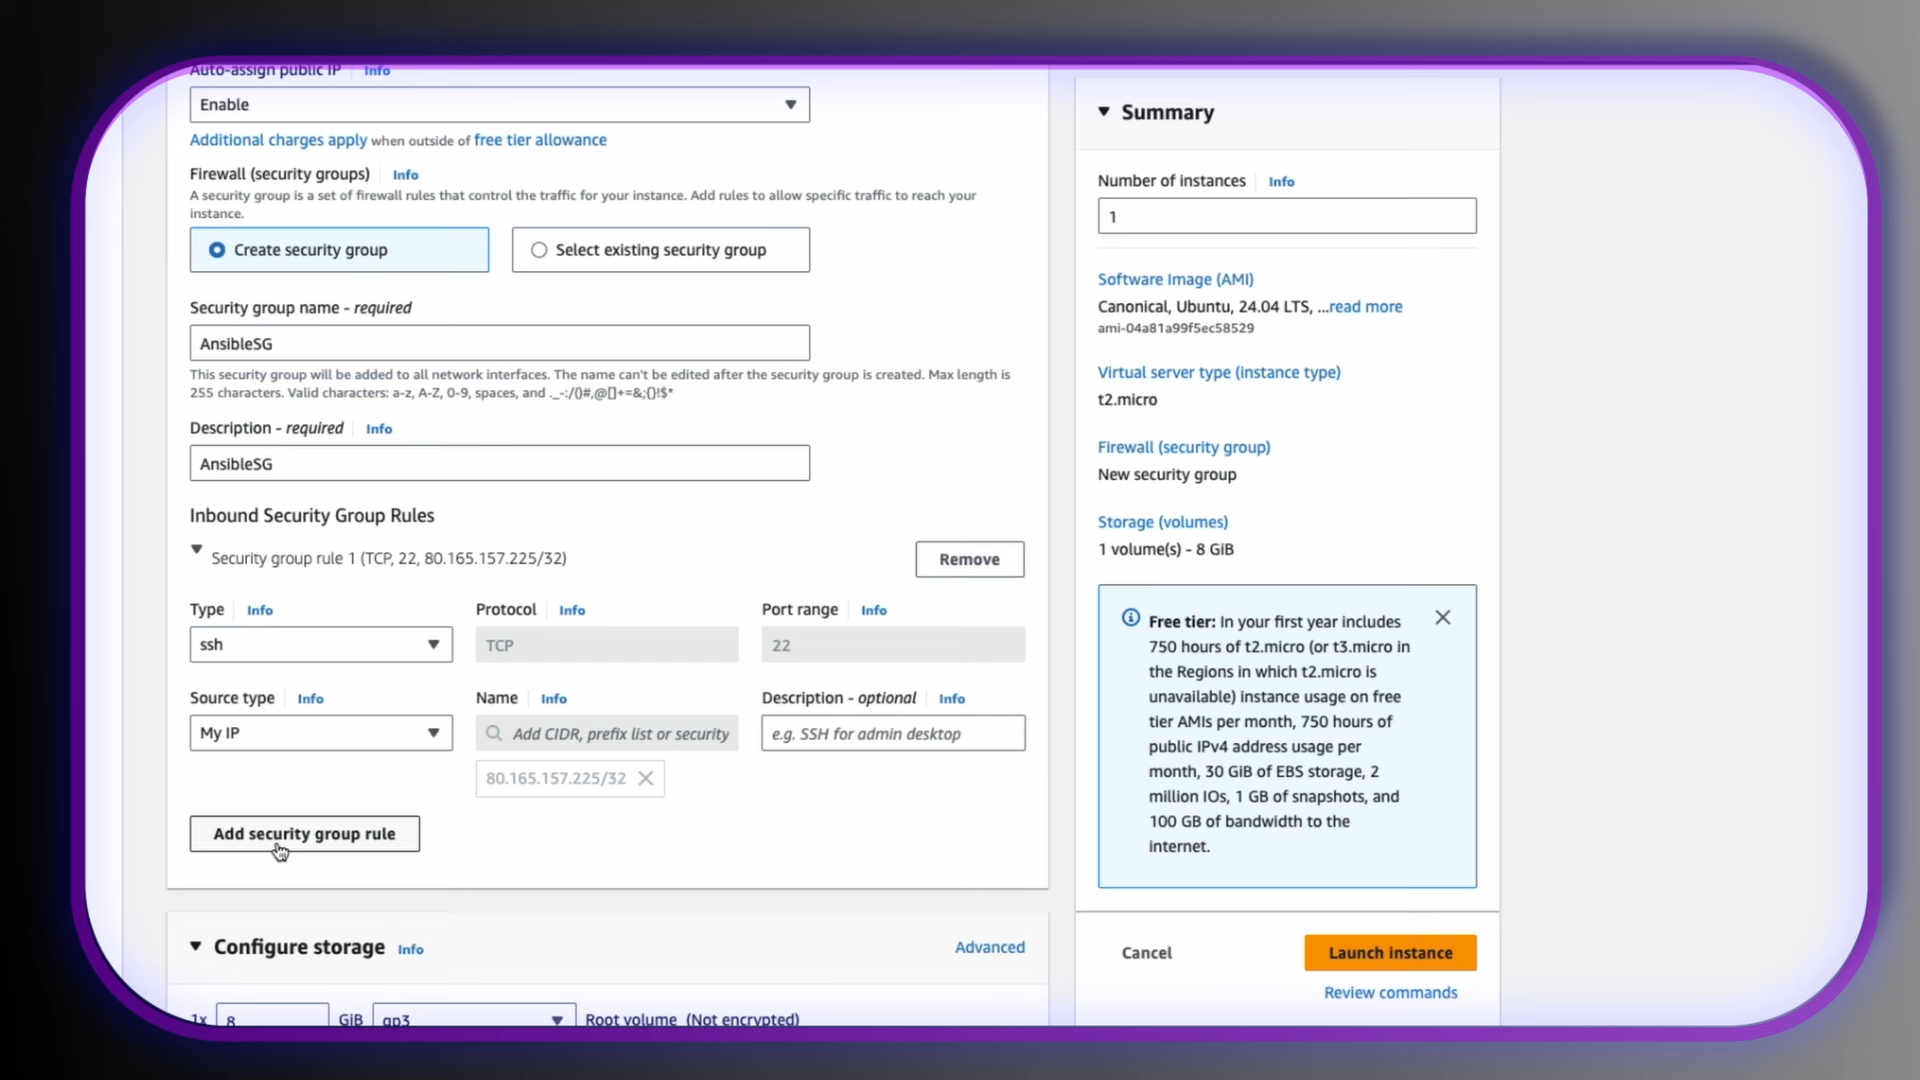 Auto-assign public IP Info
Enable
Additional charges apply when outside of free tier allowance
Firewall (security groups) Info
A security group is a set of firewall rules that control the traffic for your instance. Add rules to allow specific traffic to reach your
instance.
Create security group
Select existing security group
Security group name - required
AnsibleSG
This security group will be added to all network interfaces. The name can't be edited after the security group is created. Max length is
255 characters. Valid characters: a-z, A-Z, 0-9, spaces, and ._-:/()#,@[]+=&;{}!$*
Description - required Info
AnsibleSG
Inbound Security Group Rules
Security group rule 1 (TCP, 22, 80.165.157.225/32)
Remove
Type Info
Protocol Info
Port range Info
ssh
TCP
22
Source type Info
Name Info
Description - optional Info
My IP
Add CIDR, prefix list or security
e.g. SSH for admin desktop
80.165.157.225/32
Add security group rule
Configure storage Info
Advanced
1x 8 GiB gp3 Root volume (Not encrypted)
Summary
Number of instances Info
1
Software Image (AMI)
Canonical, Ubuntu, 24.04 LTS, ...read more
ami-04a81a99f5ec58529
Virtual server type (instance type)
t2.micro
Firewall (security group)
New security group
Storage (volumes)
1 volume(s) - 8 GiB
Free tier: In your first year includes
750 hours of t2.micro (or t3.micro in
the Regions in which t2.micro is
unavailable) instance usage on free
tier AMIs per month, 750 hours of
public IPv4 address usage per
month, 30 GiB of EBS storage, 2
million IOs, 1 GB of snapshots, and
100 GB of bandwidth to the
internet.
Cancel
Launch instance
Review commands